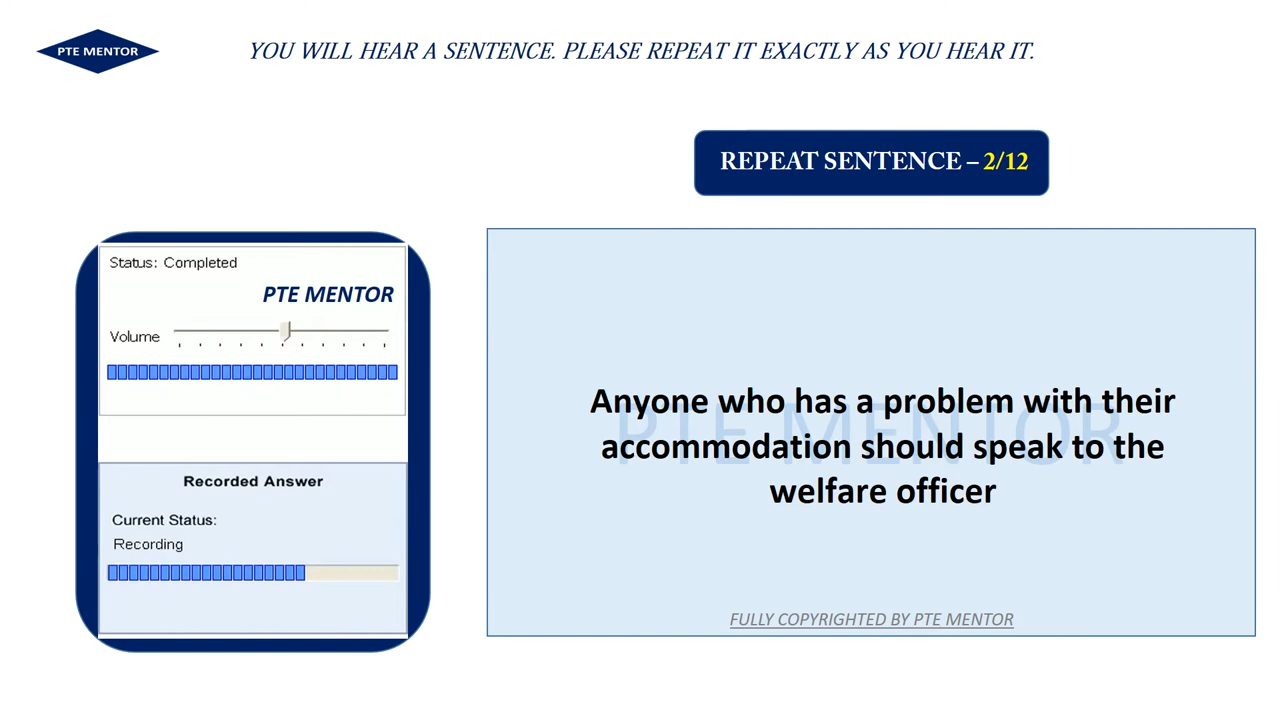 PTE MENTOR
YOU WILL HEAR A SENTENCE. PLEASE REPEAT IT EXACTLY AS YOU HEAR IT.
REPEAT SENTENCE – 2/12
Status: Completed
PTE MENTOR
Volume
Recorded Answer
Current Status:
Recording
Anyone who has a problem with their
accommodation should speak to the
welfare officer
PTE MENTOR
FULLY COPYRIGHTED BY PTE MENTOR